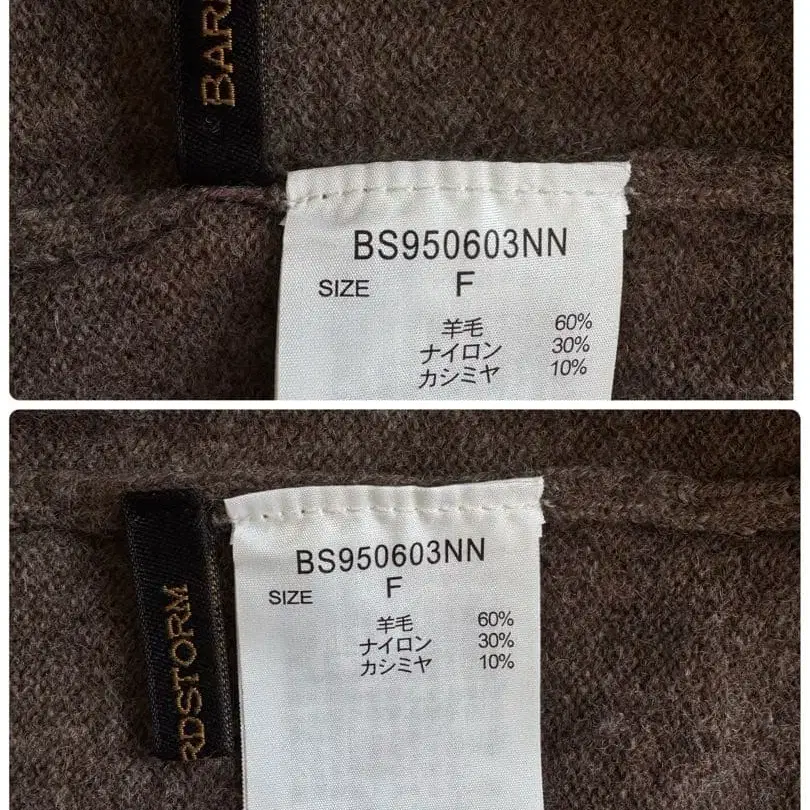 BAR
BS950603NN
SIZE F
羊毛 60%
ナイロン 30%
カシミヤ 10%
RDSTORM
BS950603NN
SIZE F
羊毛 60%
ナイロン 30%
カシミヤ 10%